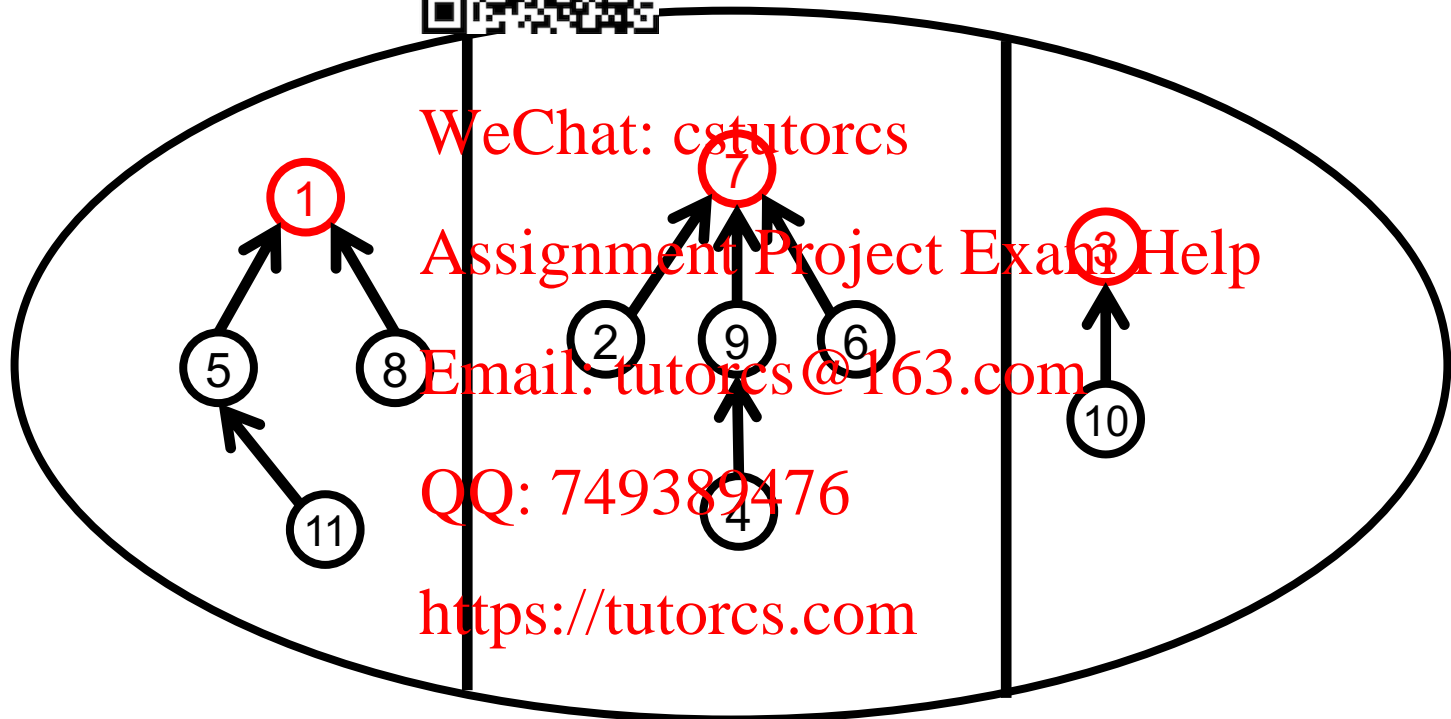 WeChat: cstutorcs
7
1
Assignment Project Exam Help
3
2 9 6
5 8
Email: tutorcs@163.com
10
QQ: 749389476
4
11
https://tutorcs.com